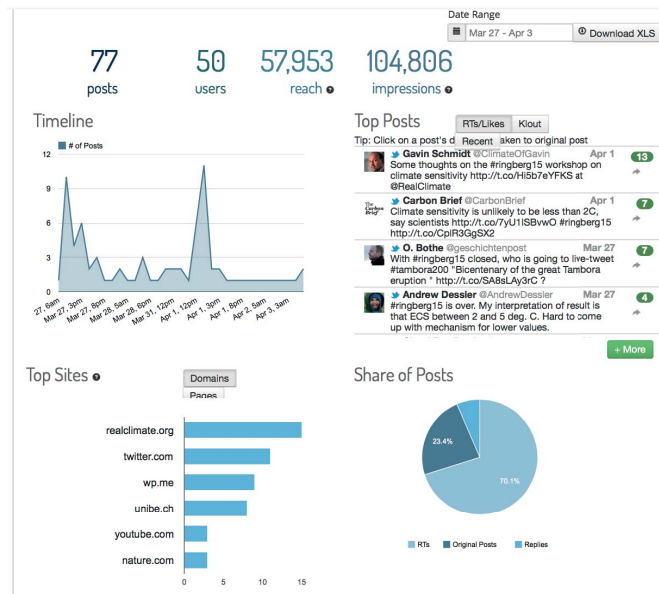 Date Range
Mar 27 - Apr 3
Download XLS
77
posts
50
users
57,953
reach
104,806
impressions
Timeline
# of Posts
12
9
6
3
0
27, 6am
Mar 27, 3pm
Mar 27, 8pm
Mar 28, 5am
Mar 28, 6pm
Mar 31, 12pm
Apr 1, 12pm
Apr 1, 3pm
Apr 1, 8pm
Apr 2, 5am
Apr 3, 3am
Top Posts
RTs/Likes
Klout
Recent
Tip: Click on a post's d aken to original post
Gavin Schmidt @ClimateOfGavin Apr 1
13
Some thoughts on the #ringberg15 workshop on
climate sensitivity http://t.co/Hi5b7eYFKS at
@RealClimate
The Carbon Brief
Carbon Brief @CarbonBrief Apr 1
7
Climate sensitivity is unlikely to be less than 2C,
say scientists http://t.co/7yU1ISBvwO #ringberg15
http://t.co/CplR3GgSX2
O. Bothe @geschichtenpost Mar 27
7
With #ringberg15 closed, who is going to live-tweet
#tambora200 "Bicentenary of the great Tambora
eruption " http://t.co/SA8sLAy3rC ?
Andrew Dessler @AndrewDessler Mar 27
4
#ringberg15 is over. My interpretation of result is
that ECS between 2 and 5 deg. C. Hard to come
up with mechanism for lower values.
+ More
Top Sites
Domains
Pages
realclimate.org
twitter.com
wp.me
unibe.ch
youtube.com
nature.com
0 5 10 15
Share of Posts
23.4%
70.1%
RTs
Original Posts
Replies